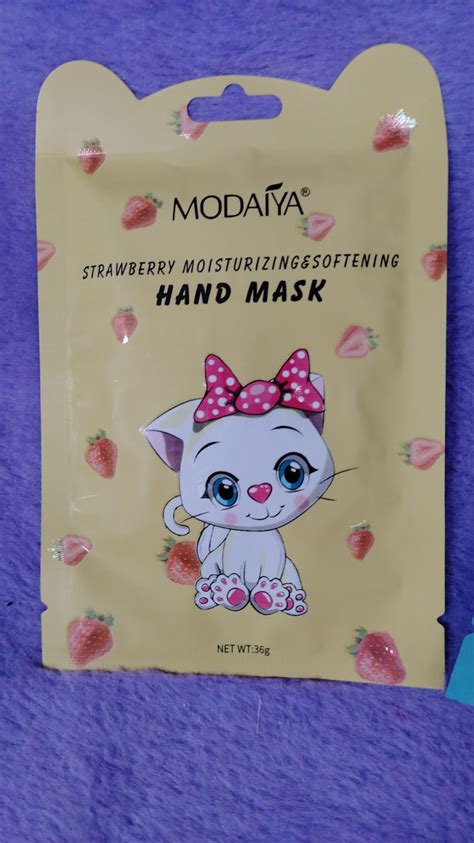 MODAIYA®
STRAWBERRY MOISTURIZING&SOFTENING
HAND MASK
NET WT:36g